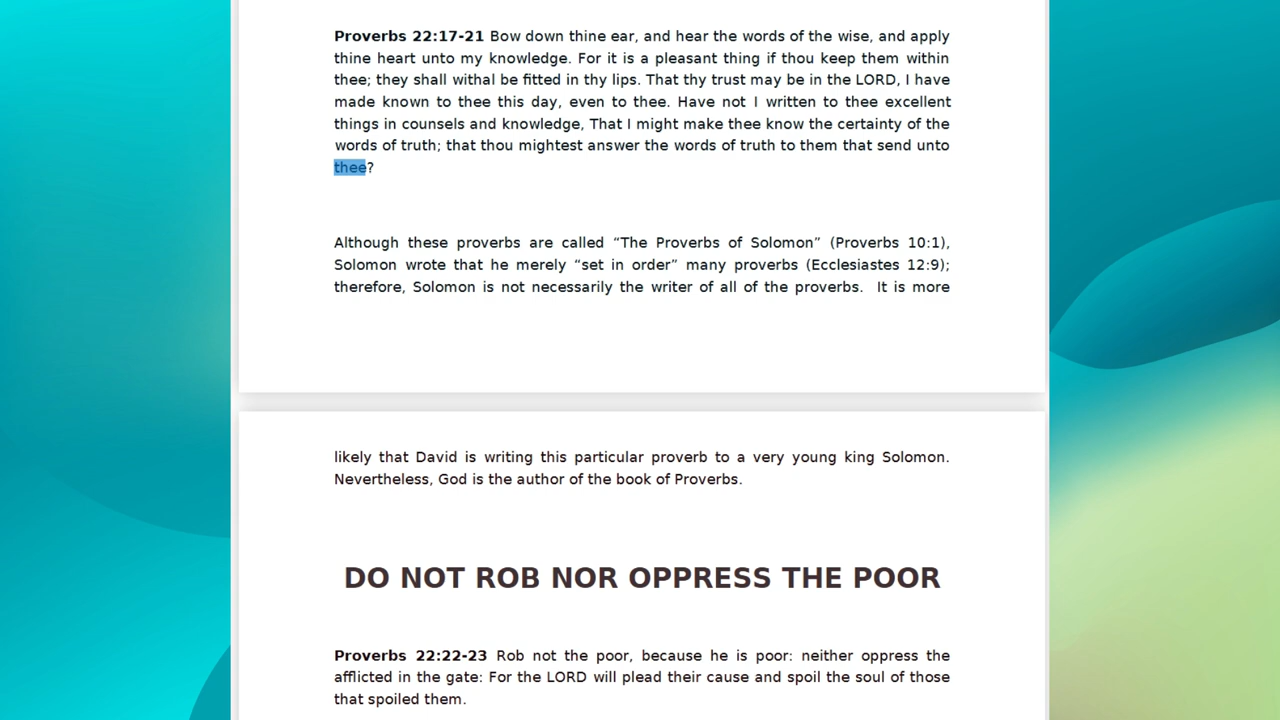 Proverbs 22:17-21 Bow down thine ear, and hear the words of the wise, and apply
thine heart unto my knowledge. For it is a pleasant thing if thou keep them within
thee; they shall withal be fitted in thy lips. That thy trust may be in the LORD, I have
made known to thee this day, even to thee. Have not I written to thee excellent
things in counsels and knowledge, That I might make thee know the certainty of the
words of truth; that thou mightest answer the words of truth to them that send unto
thee?
Although these proverbs are called “The Proverbs of Solomon” (Proverbs 10:1),
Solomon wrote that he merely “set in order” many proverbs (Ecclesiastes 12:9);
therefore, Solomon is not necessarily the writer of all of the proverbs.  It is more
likely that David is writing this particular proverb to a very young king Solomon.
Nevertheless, God is the author of the book of Proverbs.
DO NOT ROB NOR OPPRESS THE POOR
Proverbs 22:22-23 Rob not the poor, because he is poor: neither oppress the
afflicted in the gate: For the LORD will plead their cause and spoil the soul of those
that spoiled them.